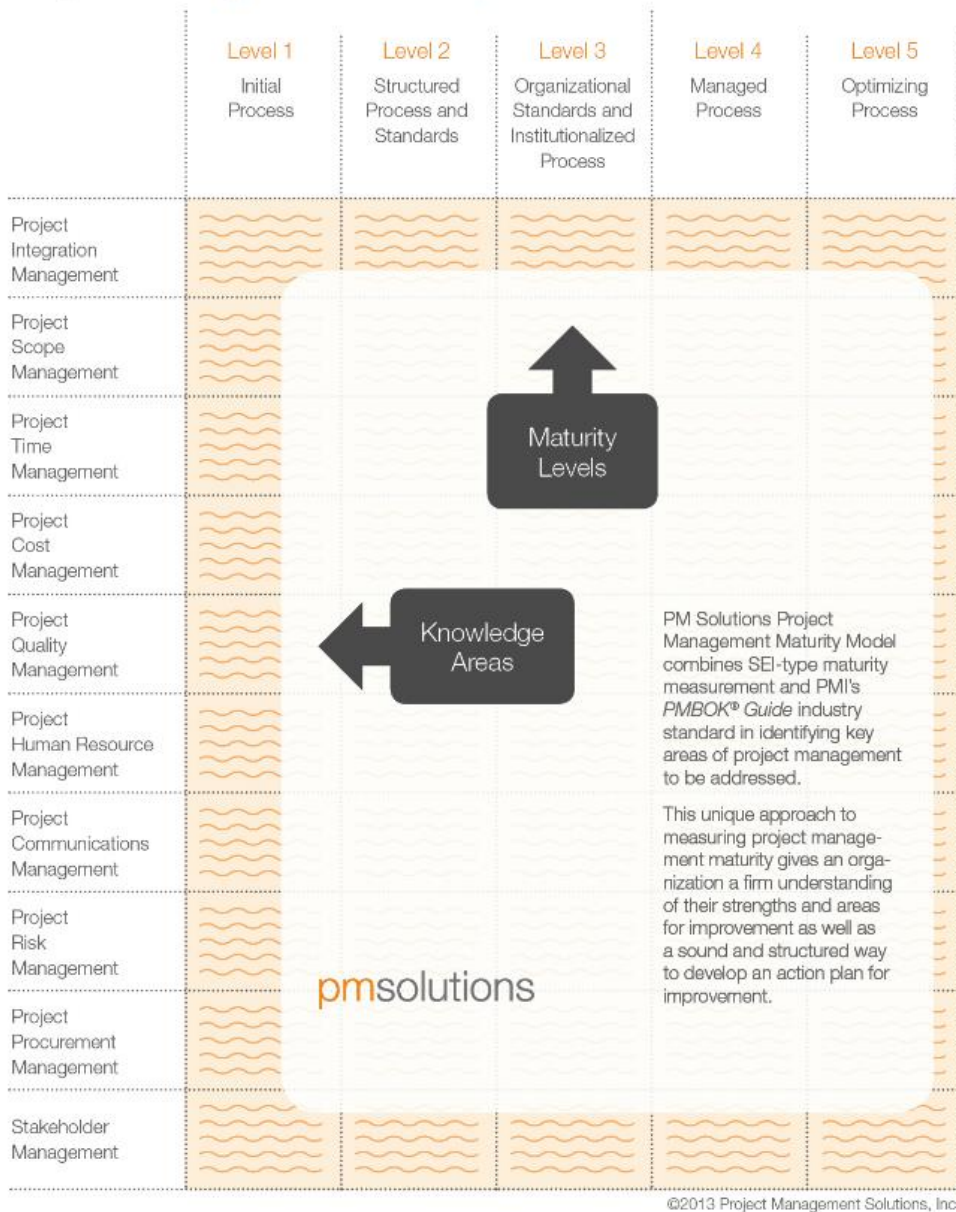 Level 1
Initial
Process
Level 2
Structured
Process and
Standards
Level 3
Organizational
Standards and
Institutionalized
Process
Level 4
Managed
Process
Level 5
Optimizing
Process
Project
Integration
Management
Project
Scope
Management
Project
Time
Management
Project
Cost
Management
Project
Quality
Management
Project
Human Resource
Management
Project
Communications
Management
Project
Risk
Management
Project
Procurement
Management
Stakeholder
Management
Maturity
Levels
Knowledge
Areas
PM Solutions Project
Management Maturity Model
combines SEI-type maturity
measurement and PMI's
PMBOK® Guide industry
standard in identifying key
areas of project management
to be addressed.
This unique approach to
measuring project manage-
ment maturity gives an orga-
nization a firm understanding
of their strengths and areas
for improvement as well as
a sound and structured way
to develop an action plan for
improvement.
pmsolutions
©2013 Project Management Solutions, Inc